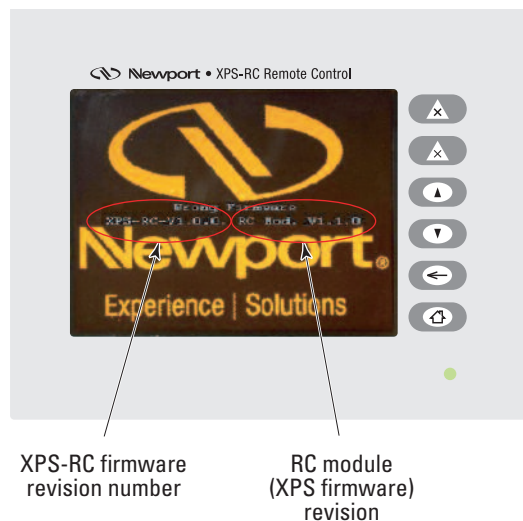 Newport • XPS-RC Remote Control
Wrong Firmware
XPS-RC-V1.0.0. RC Mod. V1.1.0
Newport®
Experience | Solutions
XPS-RC firmware
revision number
RC module
(XPS firmware)
revision